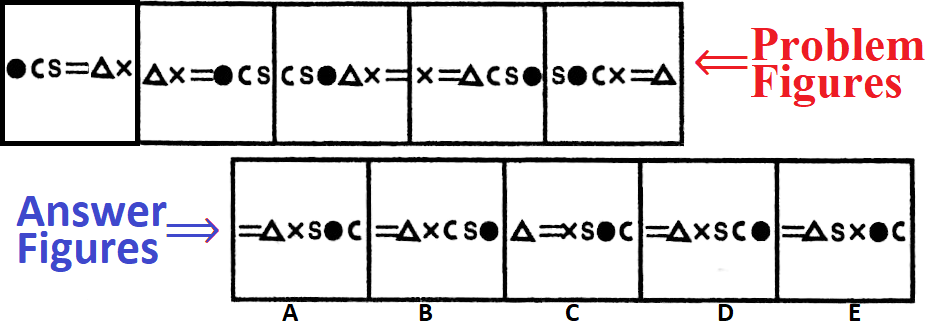 ●CS=Δ×
Δ×=●CS
CS●Δ×=
×=ΔCS●
S●C×=Δ
⇐ Problem
Figures
Answer
Figures ⇒
=Δ×S●C
=Δ×CS●
Δ=×S●C
=Δ×SC●
=ΔS×●C
A B C D E